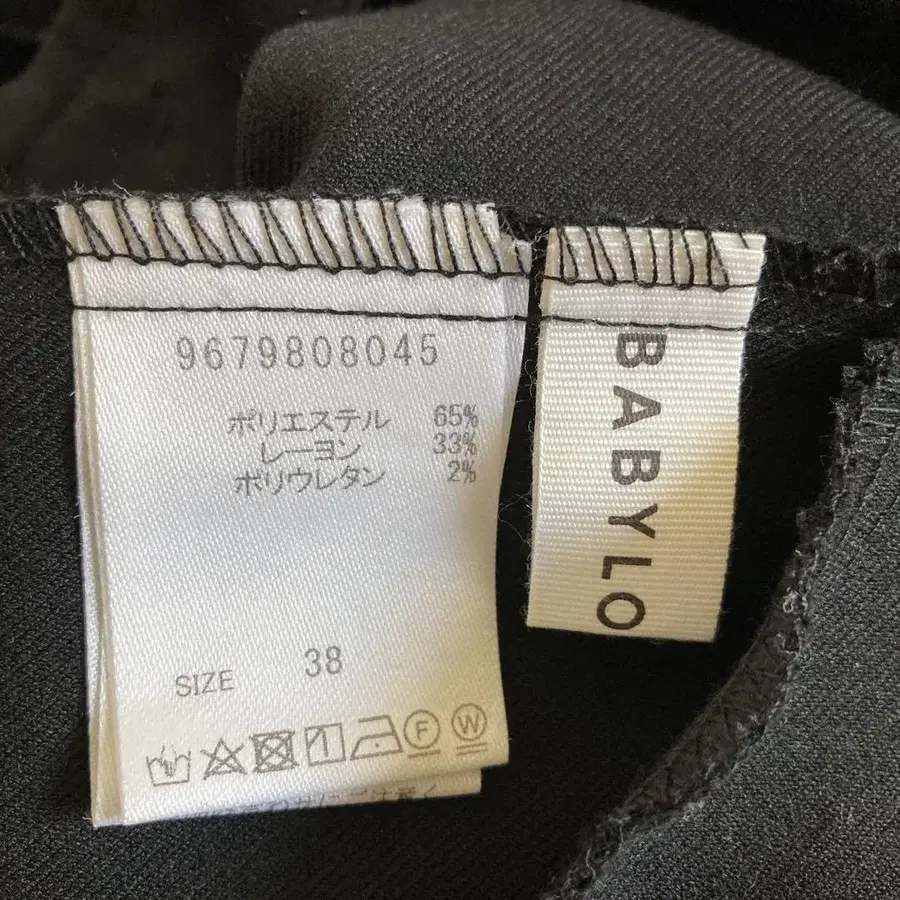 9679808045
ポリエステル 65%
レーヨン 33%
ポリウレタン 2%
SIZE 38
F W
BABYLO